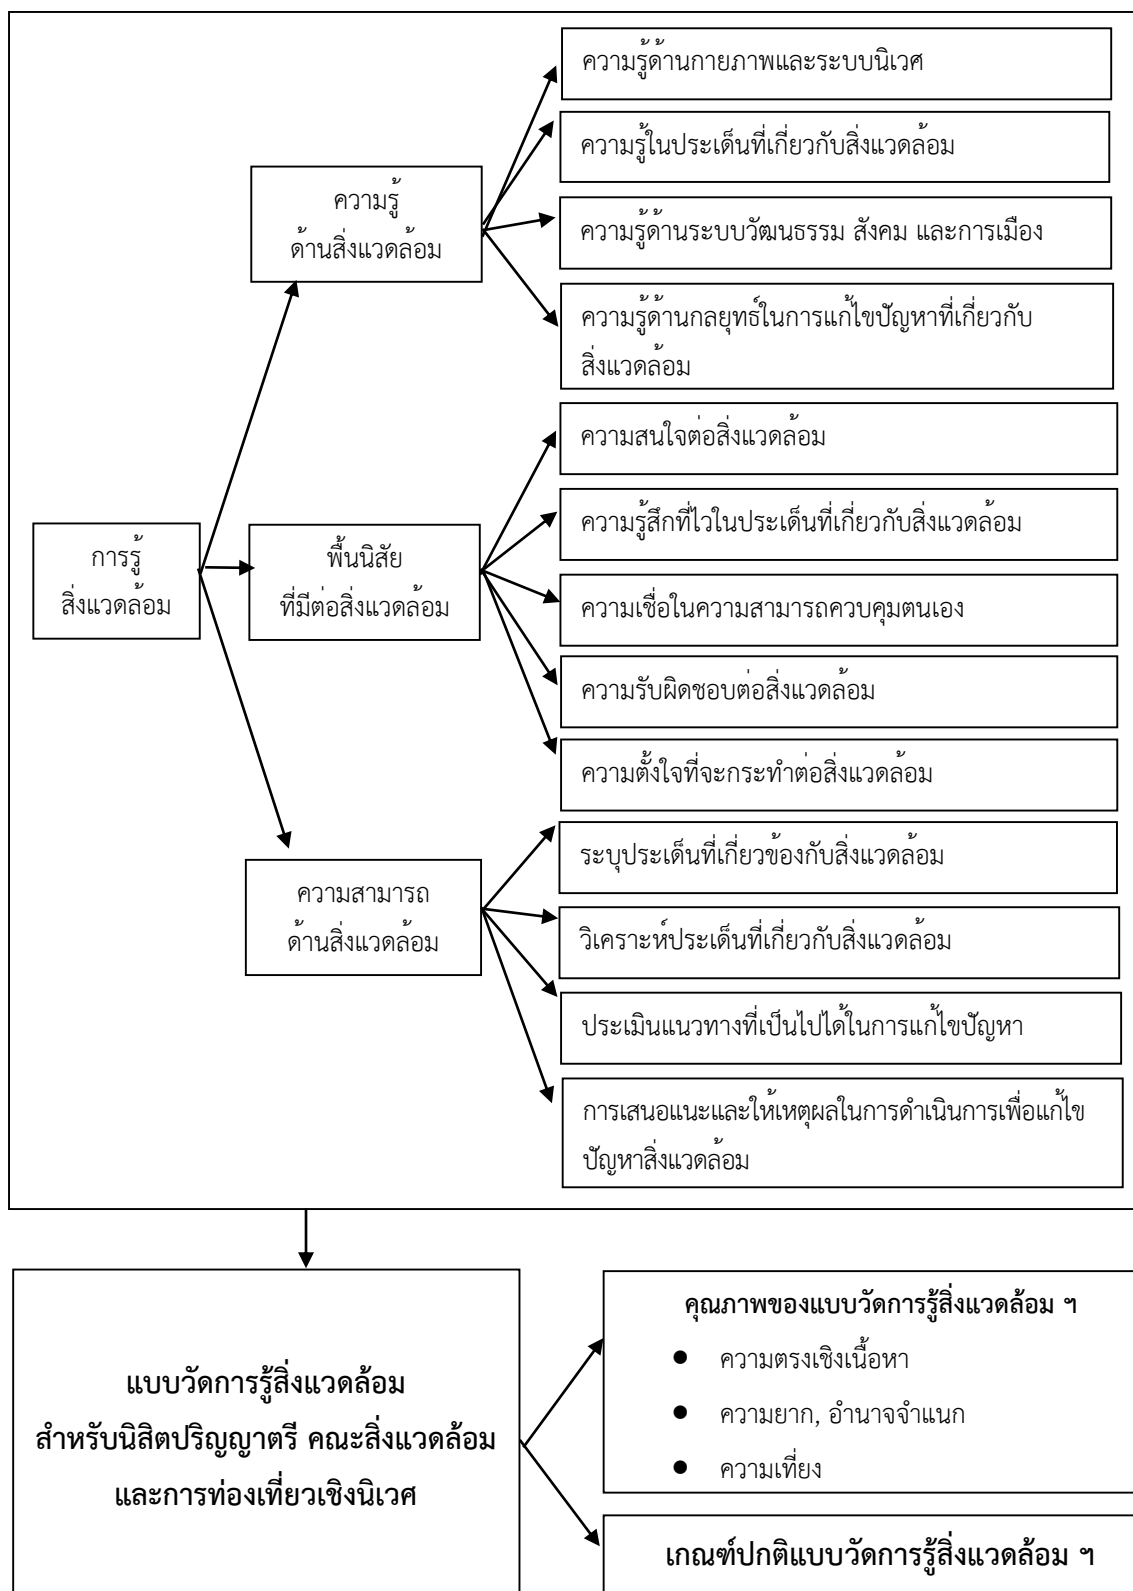 ความรู้ด้านกายภาพและระบบนิเวศ
ความรู้ในประเด็นที่เกี่ยวกับสิ่งแวดล้อม
ความรู้
ด้านสิ่งแวดล้อม
ความรู้ด้านระบบวัฒนธรรม สังคม และการเมือง
ความรู้ด้านกลยุทธ์ในการแก้ไขปัญหาที่เกี่ยวกับ
สิ่งแวดล้อม
ความสนใจต่อสิ่งแวดล้อม
ความรู้สึกที่ไวในประเด็นที่เกี่ยวกับสิ่งแวดล้อม
การรู้
สิ่งแวดล้อม
พื้นนิสัย
ที่มีต่อสิ่งแวดล้อม
ความเชื่อในความสามารถควบคุมตนเอง
ความรับผิดชอบต่อสิ่งแวดล้อม
ความตั้งใจที่จะกระทำต่อสิ่งแวดล้อม
ระบุประเด็นที่เกี่ยวข้องกับสิ่งแวดล้อม
ความสามารถ
ด้านสิ่งแวดล้อม
วิเคราะห์ประเด็นที่เกี่ยวกับสิ่งแวดล้อม
ประเมินแนวทางที่เป็นไปได้ในการแก้ไขปัญหา
การเสนอแนะและให้เหตุผลในการดำเนินการเพื่อแก้ไข
ปัญหาสิ่งแวดล้อม
แบบวัดการรู้สิ่งแวดล้อม
สำหรับนิสิตปริญญาตรี คณะสิ่งแวดล้อม
และการท่องเที่ยวเชิงนิเวศ
คุณภาพของแบบวัดการรู้สิ่งแวดล้อม ฯ
● ความตรงเชิงเนื้อหา
● ความยาก, อำนาจจำแนก
● ความเที่ยง
เกณฑ์ปกติแบบวัดการรู้สิ่งแวดล้อม ฯ